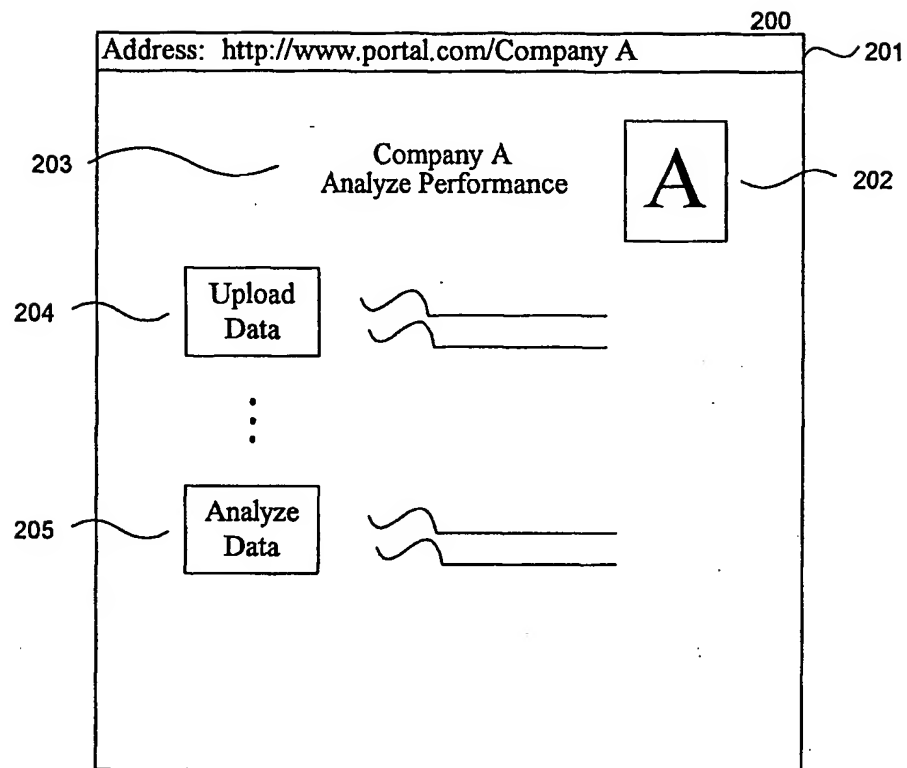 200
Address: http://www.portal.com/Company A
201
203
Company A
Analyze Performance
A
202
204
Upload
Data
205
Analyze
Data